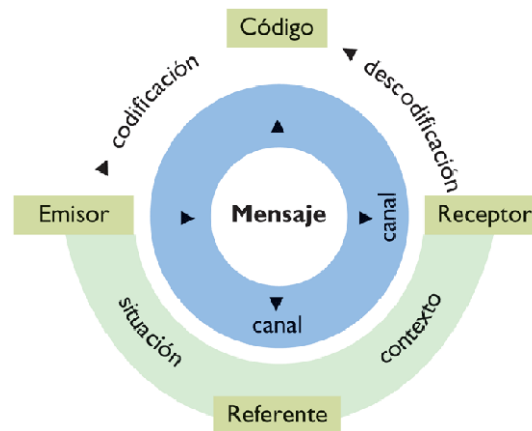 Código
codificación
descodificación
Emisor
Mensaje
canal
Receptor
canal
situación
contexto
Referente